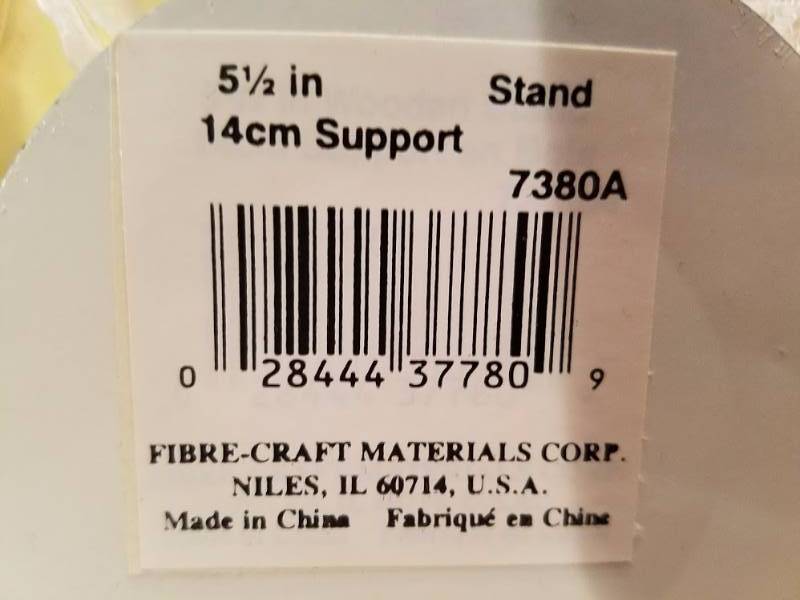 5½ in Stand
14cm Support
7380A
0 28444 37780 9
FIBRE-CRAFT MATERIALS CORP.
NILES, IL 60714, U.S.A.
Made in China Fabriqué en Chine